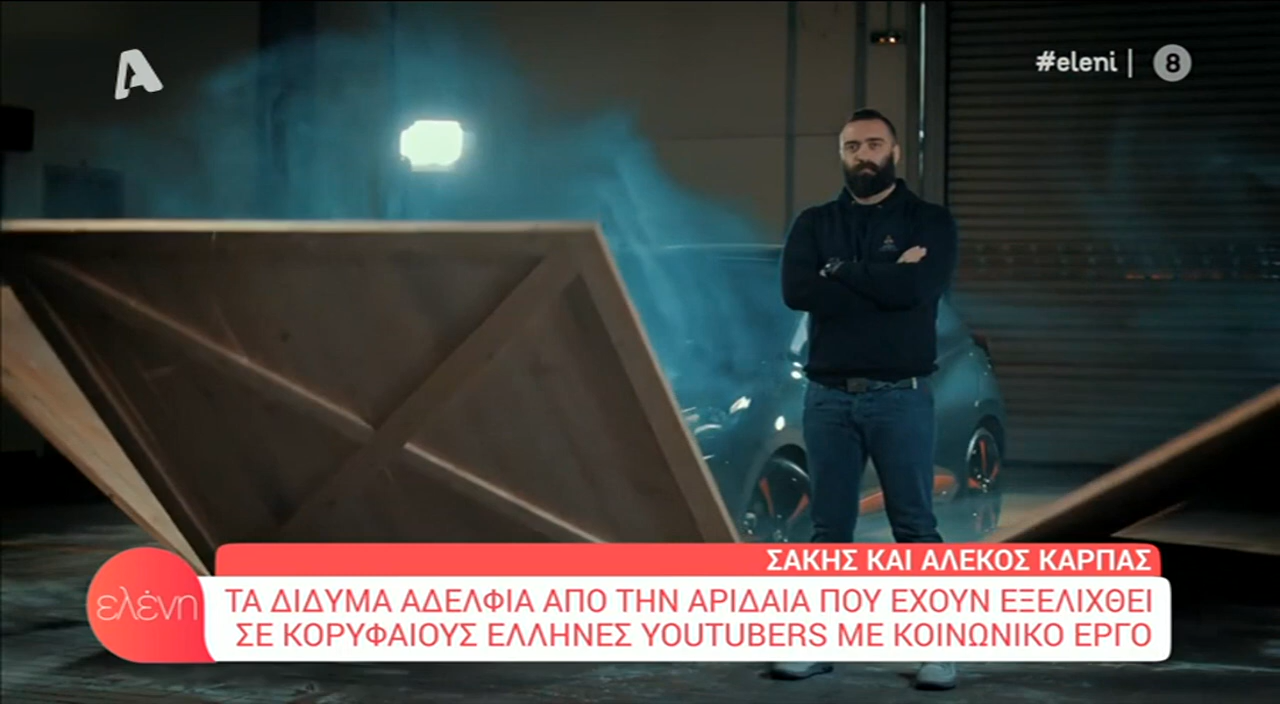 #eleni | 8
ΣΑΚΗΣ ΚΑΙ ΑΛΕΚΟΣ ΚΑΡΠΑΣ
ελένη
ΤΑ ΔΙΔΥΜΑ ΑΔΕΛΦΙΑ ΑΠΟ ΤΗΝ ΑΡΙΔΑΙΑ ΠΟΥ ΕΧΟΥΝ ΕΞΕΛΙΧΘΕΙ
ΣΕ ΚΟΡΥΦΑΙΟΥΣ ΕΛΛΗΝΕΣ YOUTUBERS ΜΕ ΚΟΙΝΩΝΙΚΟ ΕΡΓΟ